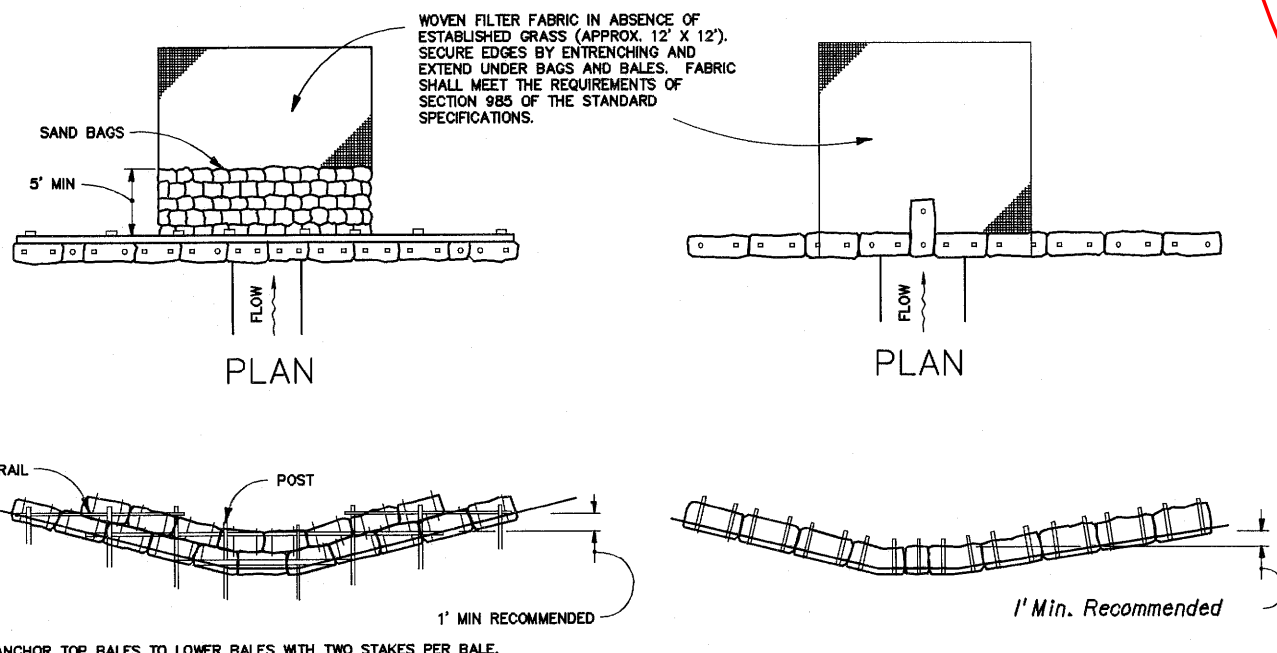 WOVEN FILTER FABRIC IN ABSENCE OF
ESTABLISHED GRASS (APPROX. 12' X 12').
SECURE EDGES BY ENTRENCHING AND
EXTEND UNDER BAGS AND BALES. FABRIC
SHALL MEET THE REQUIREMENTS OF
SECTION 985 OF THE STANDARD
SPECIFICATIONS.
SAND BAGS
5' MIN
FLOW
PLAN
FLOW
PLAN
RAIL
POST
1' MIN RECOMMENDED
1' Min. Recommended
ANCHOR TOP BALES TO LOWER BALES WITH TWO STAKES PER BALE.